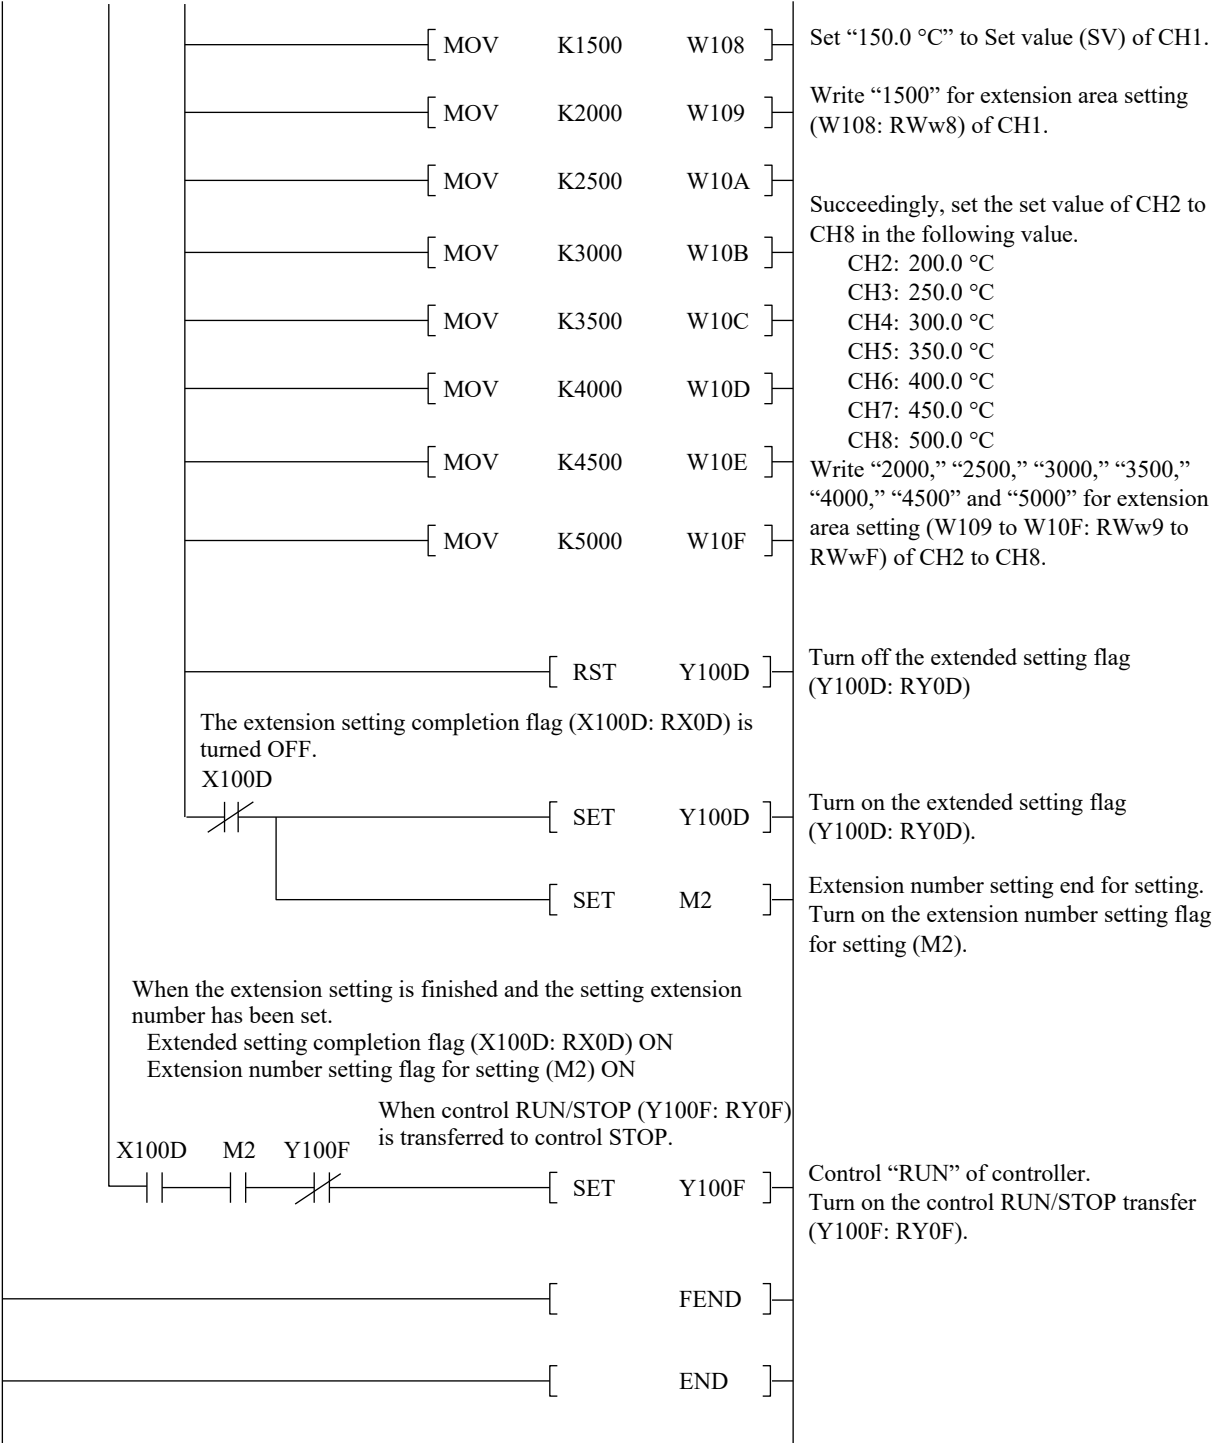 MOV K1500 W108
Set “150.0 °C” to Set value (SV) of CH1.
MOV K2000 W109
Write “1500” for extension area setting
(W108: RWw8) of CH1.
MOV K2500 W10A
MOV K3000 W10B
MOV K3500 W10C
MOV K4000 W10D
MOV K4500 W10E
MOV K5000 W10F
Succeedingly, set the set value of CH2 to
CH8 in the following value.
CH2: 200.0 °C
CH3: 250.0 °C
CH4: 300.0 °C
CH5: 350.0 °C
CH6: 400.0 °C
CH7: 450.0 °C
CH8: 500.0 °C
Write “2000,” “2500,” “3000,” “3500,”
“4000,” “4500” and “5000” for extension
area setting (W109 to W10F: RWw9 to
RWwF) of CH2 to CH8.
RST Y100D
Turn off the extended setting flag
(Y100D: RY0D)
The extension setting completion flag (X100D: RX0D) is
turned OFF.
X100D
SET Y100D
Turn on the extended setting flag
(Y100D: RY0D).
SET M2
Extension number setting end for setting.
Turn on the extension number setting flag
for setting (M2).
When the extension setting is finished and the setting extension
number has been set.
Extended setting completion flag (X100D: RX0D) ON
Extension number setting flag for setting (M2) ON
When control RUN/STOP (Y100F: RY0F)
is transferred to control STOP.
X100D M2 Y100F
SET Y100F
Control “RUN” of controller.
Turn on the control RUN/STOP transfer
(Y100F: RY0F).
FEND
END